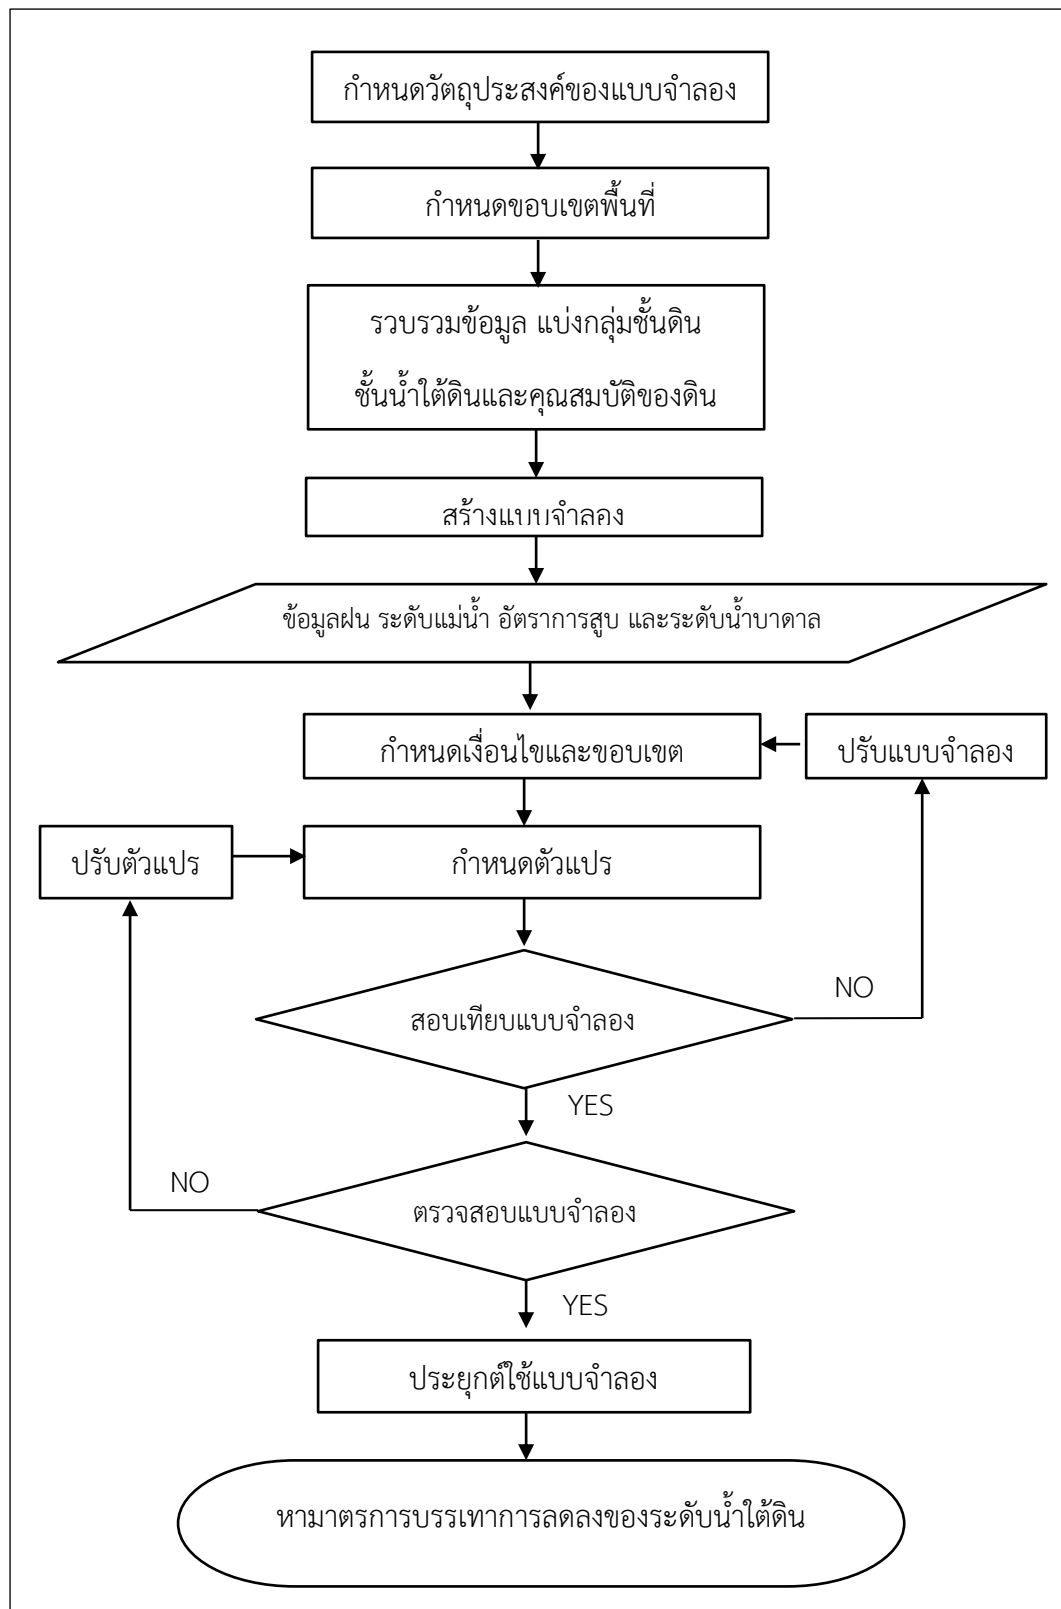 กำหนดวัตถุประสงค์ของแบบจำลอง
กำหนดขอบเขตพื้นที่
รวบรวมข้อมูล แบ่งกลุ่มชั้นดิน
ชั้นน้ำใต้ดินและคุณสมบัติของดิน
สร้างแบบจำลอง
ข้อมูลฝน ระดับแม่น้ำ อัตราการสูบ และระดับน้ำบาดาล
กำหนดเงื่อนไขและขอบเขต
ปรับแบบจำลอง
ปรับตัวแปร
กำหนดตัวแปร
สอบเทียบแบบจำลอง
NO
YES
NO
ตรวจสอบแบบจำลอง
YES
ประยุกต์ใช้แบบจำลอง
หามาตรการบรรเทาการลดลงของระดับน้ำใต้ดิน